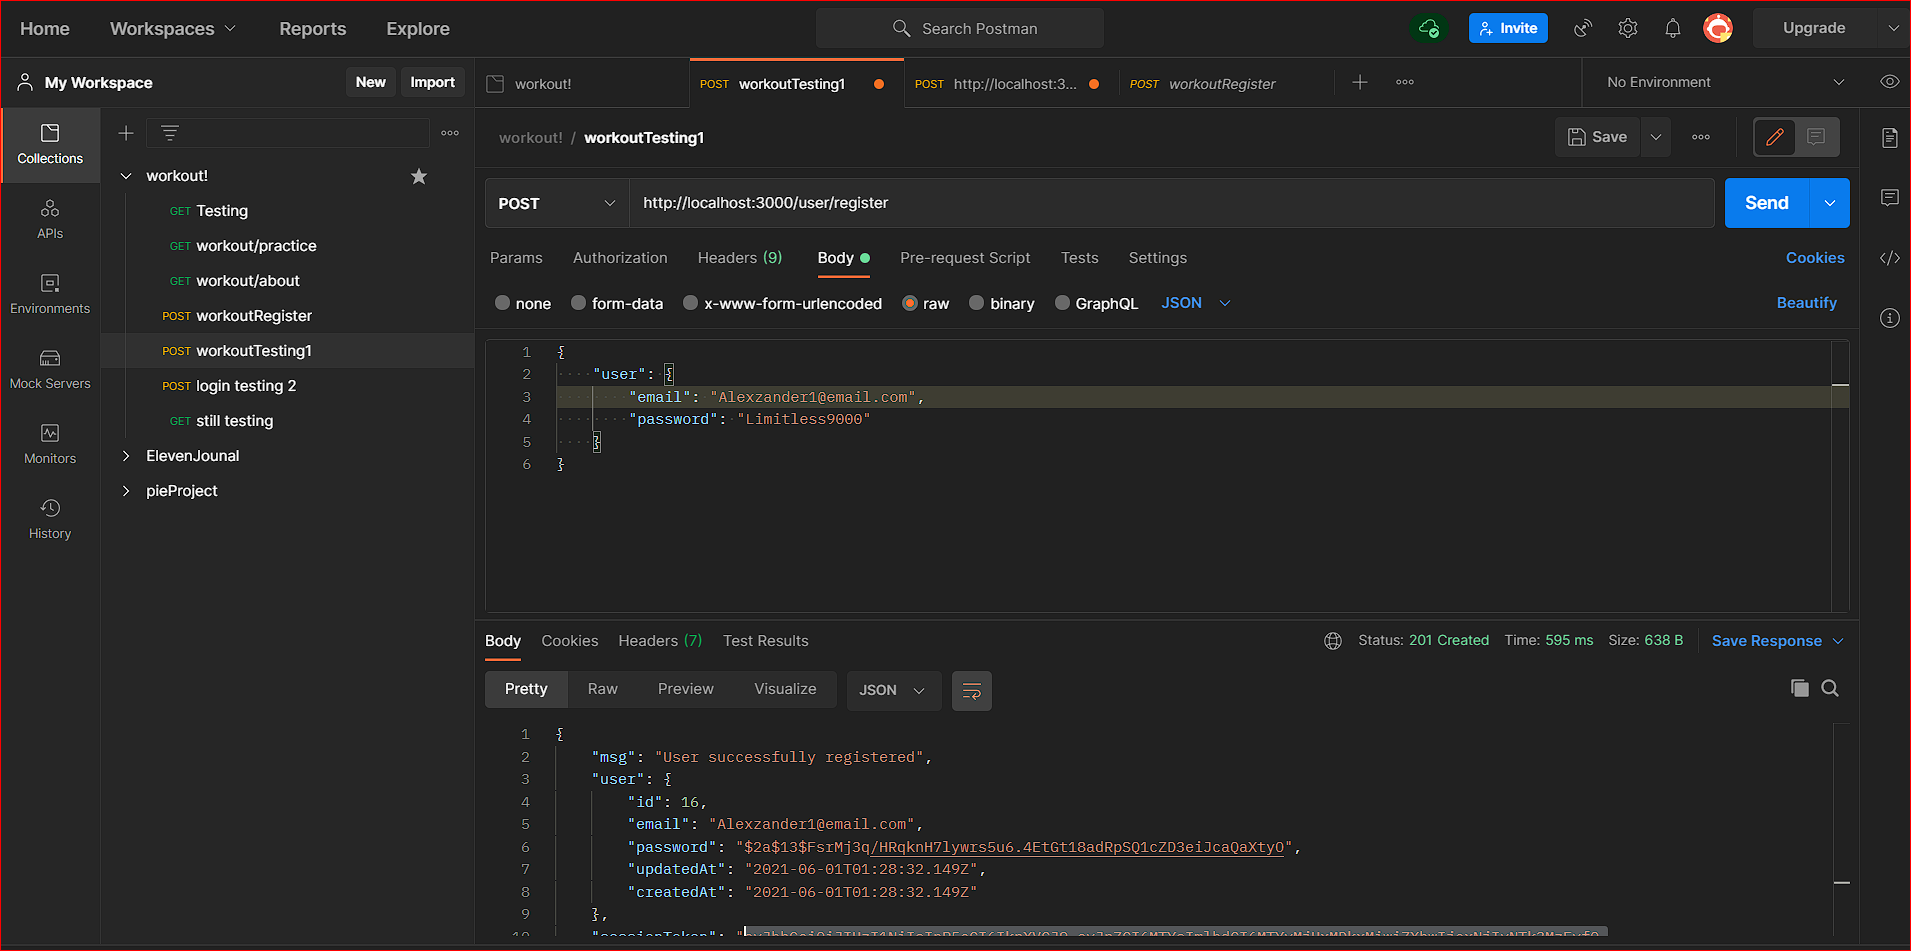 Home Workspaces Reports Explore Search Postman Invite Upgrade
My Workspace New Import workout! POST workoutTesting1 POST http://localhost:3... POST workoutRegister No Environment
workout! / workoutTesting1 Save
Collections
APIs
Environments
Mock Servers
Monitors
History
workout!
GET Testing
GET workout/practice
GET workout/about
POST workoutRegister
POST workoutTesting1
POST login testing 2
GET still testing
ElevenJounal
pieProject
POST http://localhost:3000/user/register Send
Params Authorization Headers (9) Body Pre-request Script Tests Settings Cookies
none form-data x-www-form-urlencoded raw binary GraphQL JSON Beautify
1 {
2 "user": {
3 "email": "Alexzander1@email.com",
4 "password": "Limitless9000"
5 }
6 }
Body Cookies Headers (7) Test Results Status: 201 Created Time: 595 ms Size: 638 B Save Response
Pretty Raw Preview Visualize JSON
1 {
2 "msg": "User successfully registered",
3 "user": {
4 "id": 16,
5 "email": "Alexzander1@email.com",
6 "password": "$2a$13$FsrMj3q/HRqknH7lywrs5u6.4EtGt18adRpSQ1cZD3eiJcaQaXtyO",
7 "updatedAt": "2021-06-01T01:28:32.149Z",
8 "createdAt": "2021-06-01T01:28:32.149Z"
9 },
10 "sessionToken":